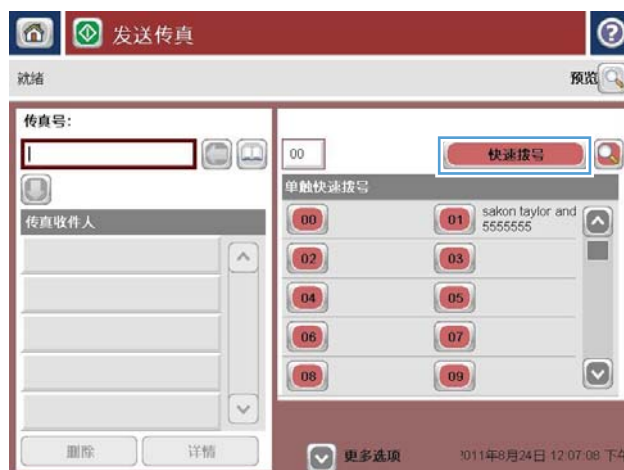 发送传真
就绪
预览
传真号:
00
快速拨号
单触快速拨号
传真收件人
00
01
sakon taylor and
5555555
02
03
04
05
06
07
08
09
删除
详情
更多选项
2011年8月24日 12:07:08 下午